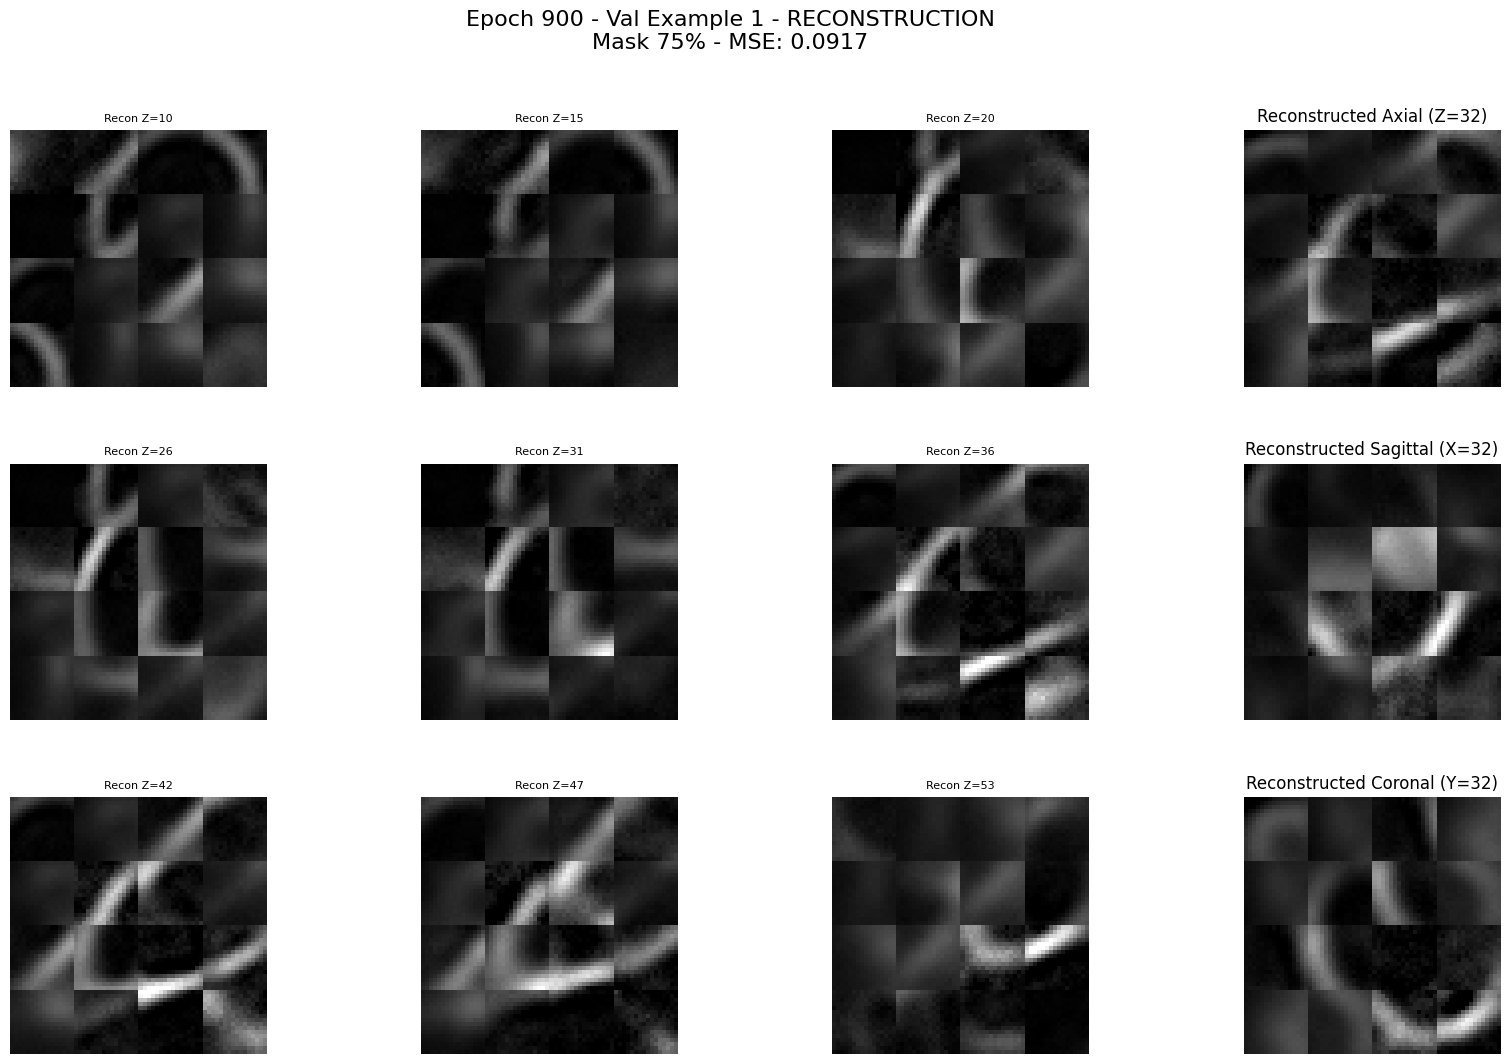 Epoch 900 - Val Example 1 - RECONSTRUCTION
Mask 75% - MSE: 0.0917
Recon Z=10
Recon Z=15
Recon Z=20
Reconstructed Axial (Z=32)
Recon Z=26
Recon Z=31
Recon Z=36
Reconstructed Sagittal (X=32)
Recon Z=42
Recon Z=47
Recon Z=53
Reconstructed Coronal (Y=32)